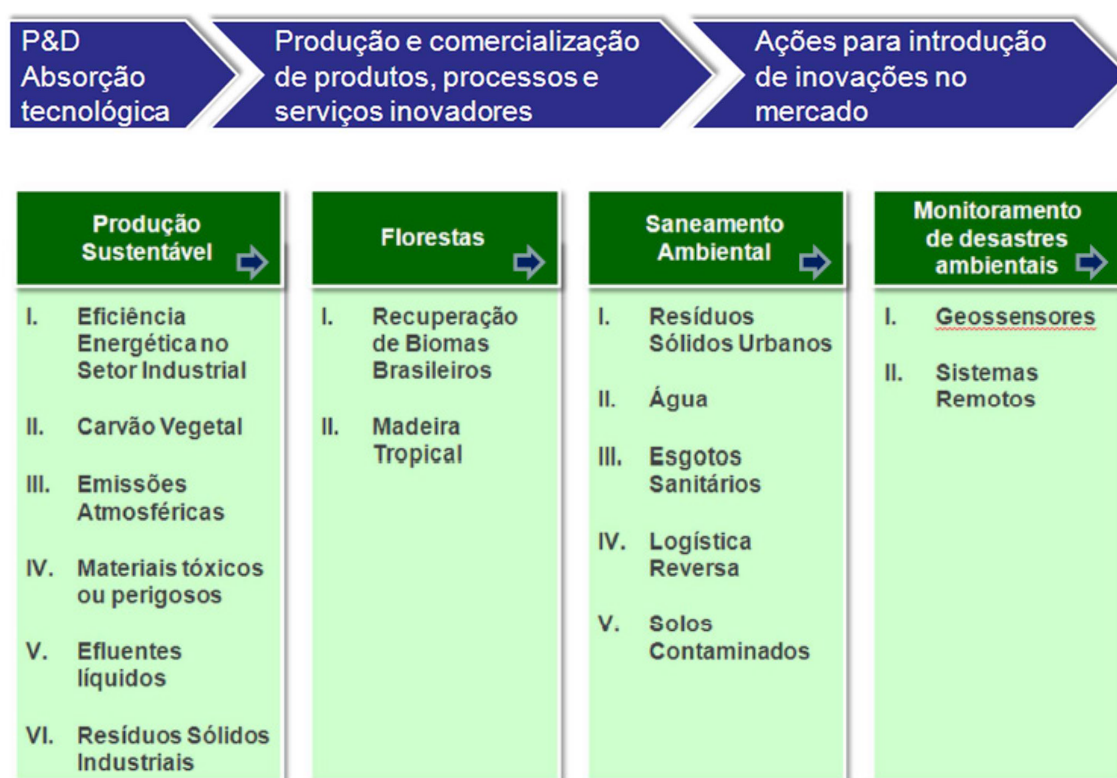 P&D
Absorção
tecnológica
Produção e comercialização
de produtos, processos e
serviços inovadores
Ações para introdução
de inovações no
mercado
Produção
Sustentável
I. Eficiência
Energética no
Setor Industrial
II. Carvão Vegetal
III. Emissões
Atmosféricas
IV. Materiais tóxicos
ou perigosos
V. Efluentes
líquidos
VI. Resíduos Sólidos
Industriais
Florestas
I. Recuperação
de Biomas
Brasileiros
II. Madeira
Tropical
Saneamento
Ambiental
I. Resíduos
Sólidos Urbanos
II. Água
III. Esgotos
Sanitários
IV. Logística
Reversa
V. Solos
Contaminados
Monitoramento
de desastres
ambientais
I. Geossensores
II. Sistemas
Remotos